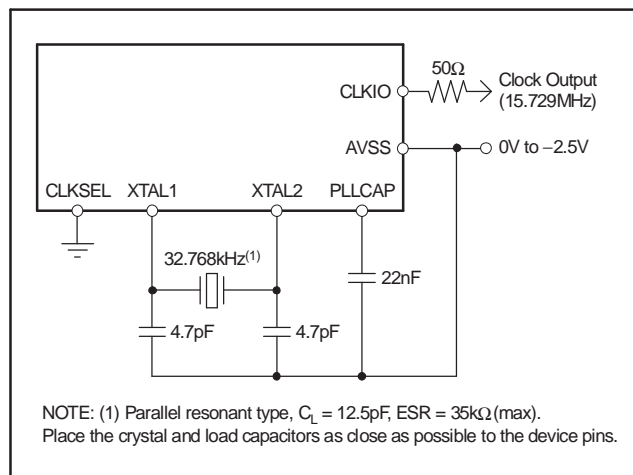 50Ω
Clock Output
CLKIO
(15.729MHz)
AVSS
0V to −2.5V
CLKSEL XTAL1 XTAL2 PLLCAP
32.768kHz(1)
22nF
4.7pF 4.7pF
NOTE: (1) Parallel resonant type, CL = 12.5pF, ESR = 35kΩ (max).
Place the crystal and load capacitors as close as possible to the device pins.